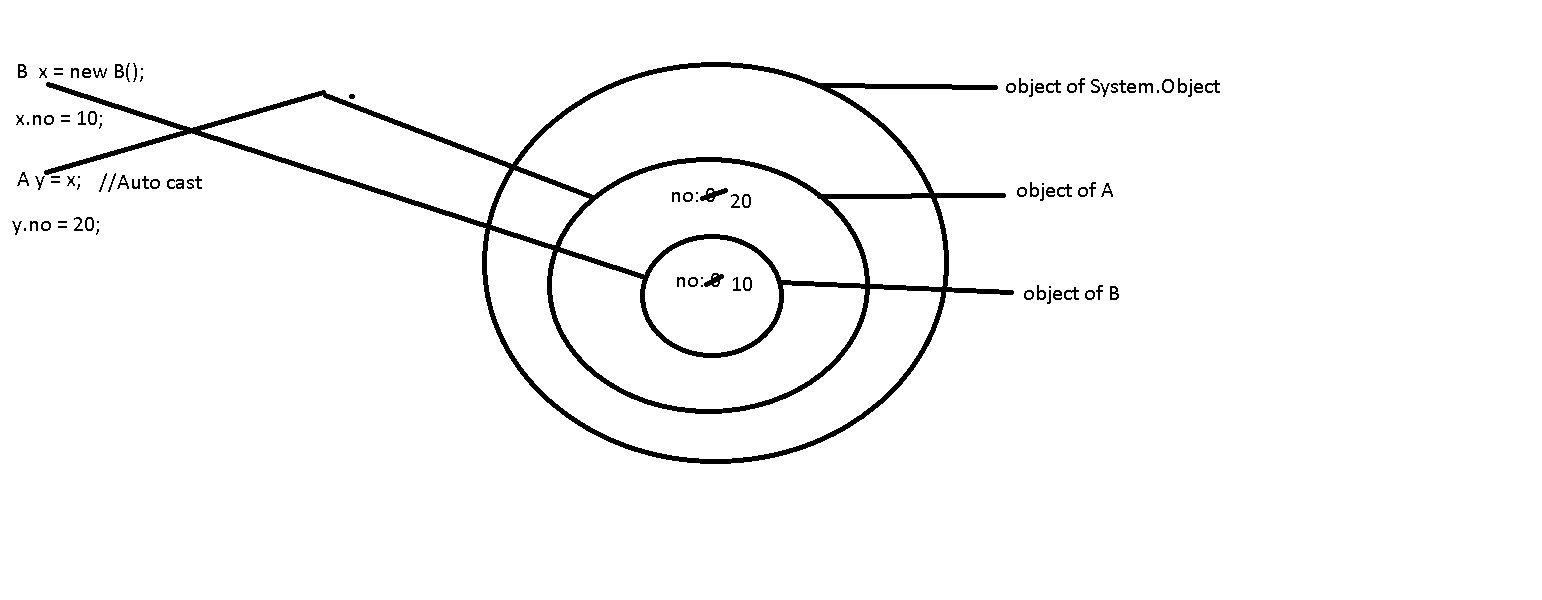 B x = new B();
x.no = 10;
A y = x; //Auto cast
y.no = 20;
no: 0 20
no: 0 10
object of System.Object
object of A
object of B